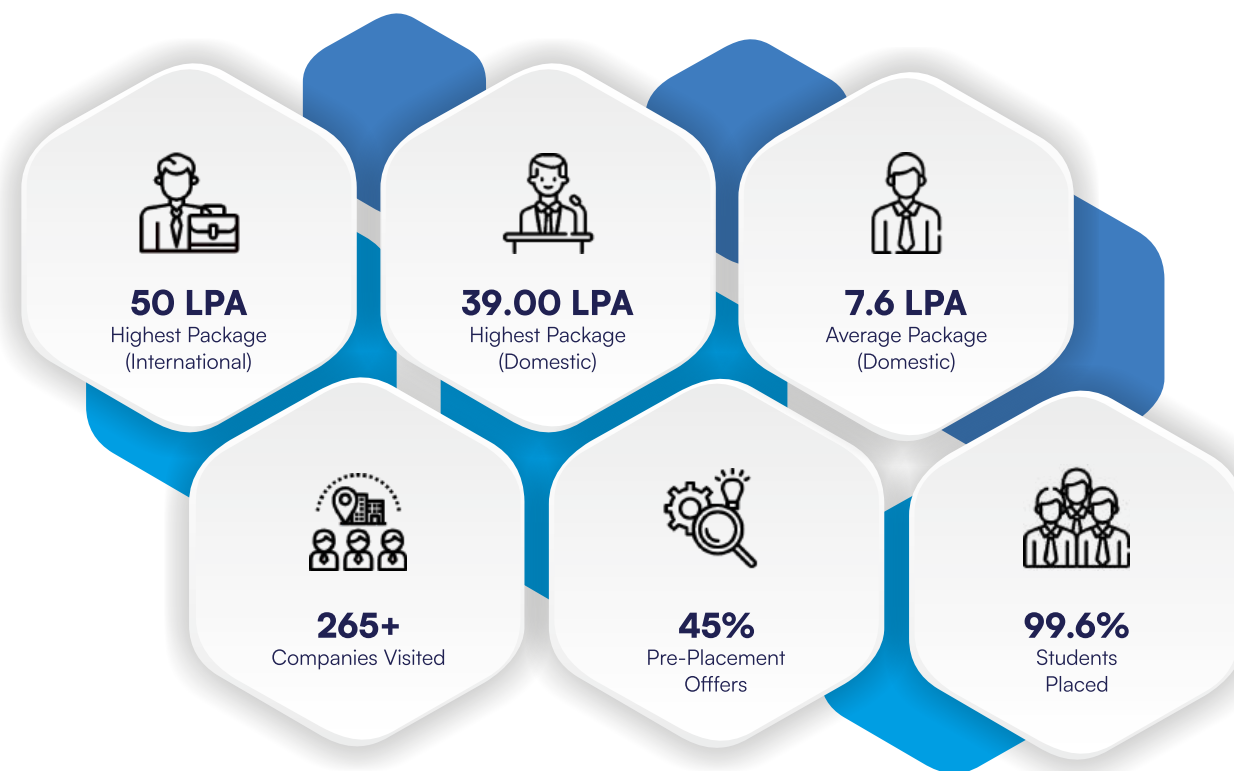 50 LPA
Highest Package
(International)
39.00 LPA
Highest Package
(Domestic)
7.6 LPA
Average Package
(Domestic)
265+
Companies Visited
45%
Pre-Placement
Offfers
99.6%
Students
Placed